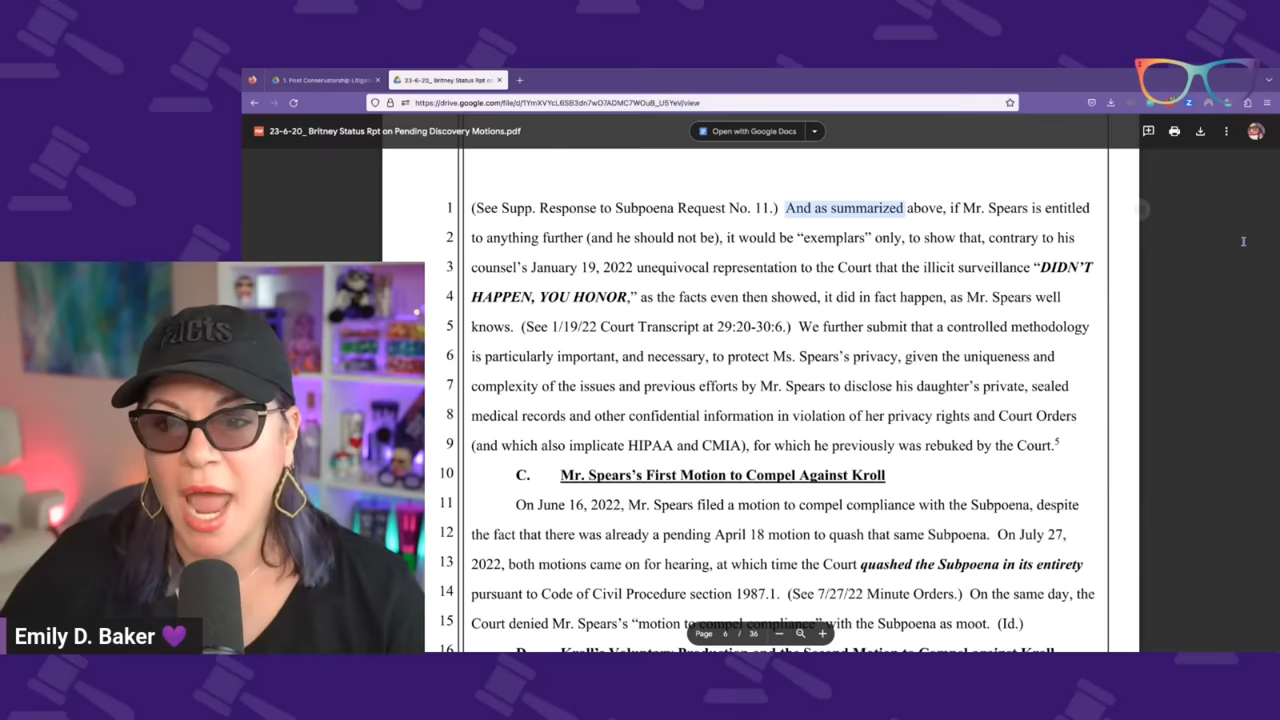 1. Post Conservatorship Litigat
23-6-20_ Britney Status Rpt on
https://drive.google.com/file/d/1YmXVYcL6SB3dn7wO7ADMC7WOuB_U5YeV/view
23-6-20_ Britney Status Rpt on Pending Discovery Motions.pdf
Open with Google Docs
1 (See Supp. Response to Subpoena Request No. 11.) And as summarized above, if Mr. Spears is entitled
2 to anything further (and he should not be), it would be “exemplars” only, to show that, contrary to his
3 counsel’s January 19, 2022 unequivocal representation to the Court that the illicit surveillance “DIDN’T
4 HAPPEN, YOU HONOR,” as the facts even then showed, it did in fact happen, as Mr. Spears well
5 knows. (See 1/19/22 Court Transcript at 29:20-30:6.) We further submit that a controlled methodology
6 is particularly important, and necessary, to protect Ms. Spears’s privacy, given the uniqueness and
7 complexity of the issues and previous efforts by Mr. Spears to disclose his daughter’s private, sealed
8 medical records and other confidential information in violation of her privacy rights and Court Orders
9 (and which also implicate HIPAA and CMIA), for which he previously was rebuked by the Court.5
10 C. Mr. Spears’s First Motion to Compel Against Kroll
11 On June 16, 2022, Mr. Spears filed a motion to compel compliance with the Subpoena, despite
12 the fact that there was already a pending April 18 motion to quash that same Subpoena. On July 27,
13 2022, both motions came on for hearing, at which time the Court quashed the Subpoena in its entirety
14 pursuant to Code of Civil Procedure section 1987.1. (See 7/27/22 Minute Orders.) On the same day, the
15 Court denied Mr. Spears’s “motion to compel compliance” with the Subpoena as moot. (Id.)
Page 6 / 36
16 D. Kroll’s Voluntary Production and the Second Motion to Compel against Kroll
facts
Emily D. Baker 💜